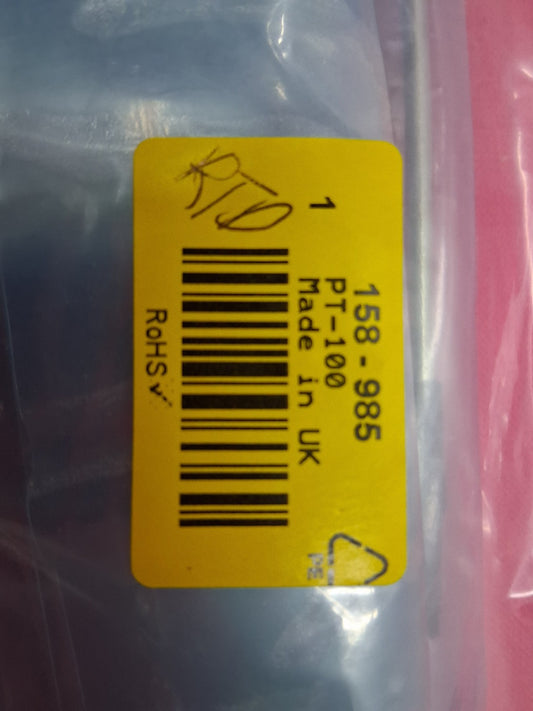 158-985
PT-100
Made in UK
1
RTD
RoHS✓
PE